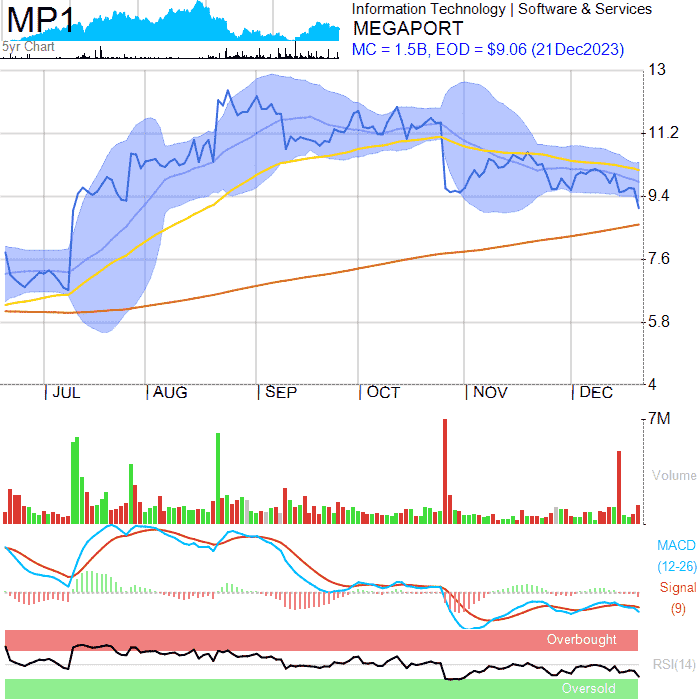 MP1
5yr Chart
Information Technology | Software & Services
MEGAPORT
MC = 1.5B, EOD = $9.06 (21Dec2023)
13
11.2
9.4
7.6
5.8
4
JUL AUG SEP OCT NOV DEC
7M
Volume
MACD
(12-26)
Signal
(9)
Overbought
RSI(14)
Oversold